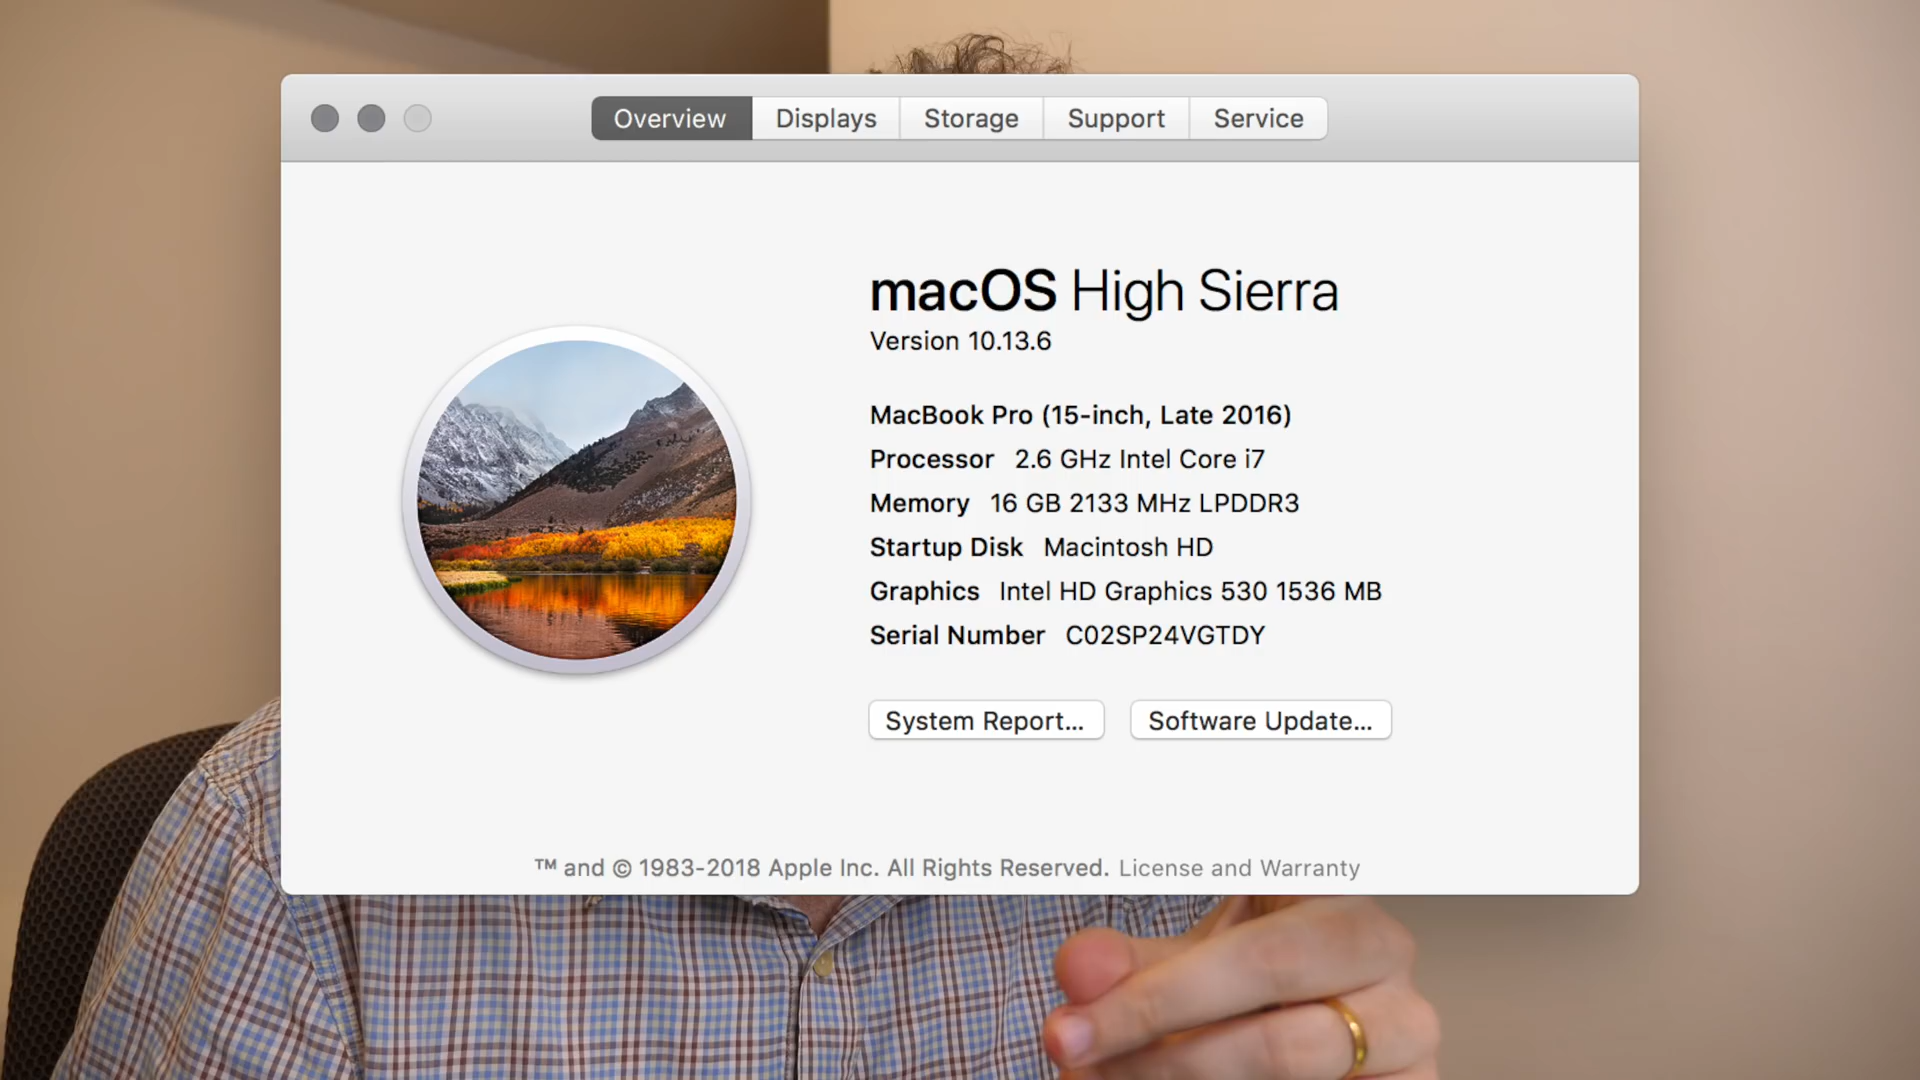 Overview Displays Storage Support Service
macOS High Sierra
Version 10.13.6
MacBook Pro (15-inch, Late 2016)
Processor 2.6 GHz Intel Core i7
Memory 16 GB 2133 MHz LPDDR3
Startup Disk Macintosh HD
Graphics Intel HD Graphics 530 1536 MB
Serial Number C02SP24VGTDY
System Report... Software Update...
™ and © 1983-2018 Apple Inc. All Rights Reserved. License and Warranty